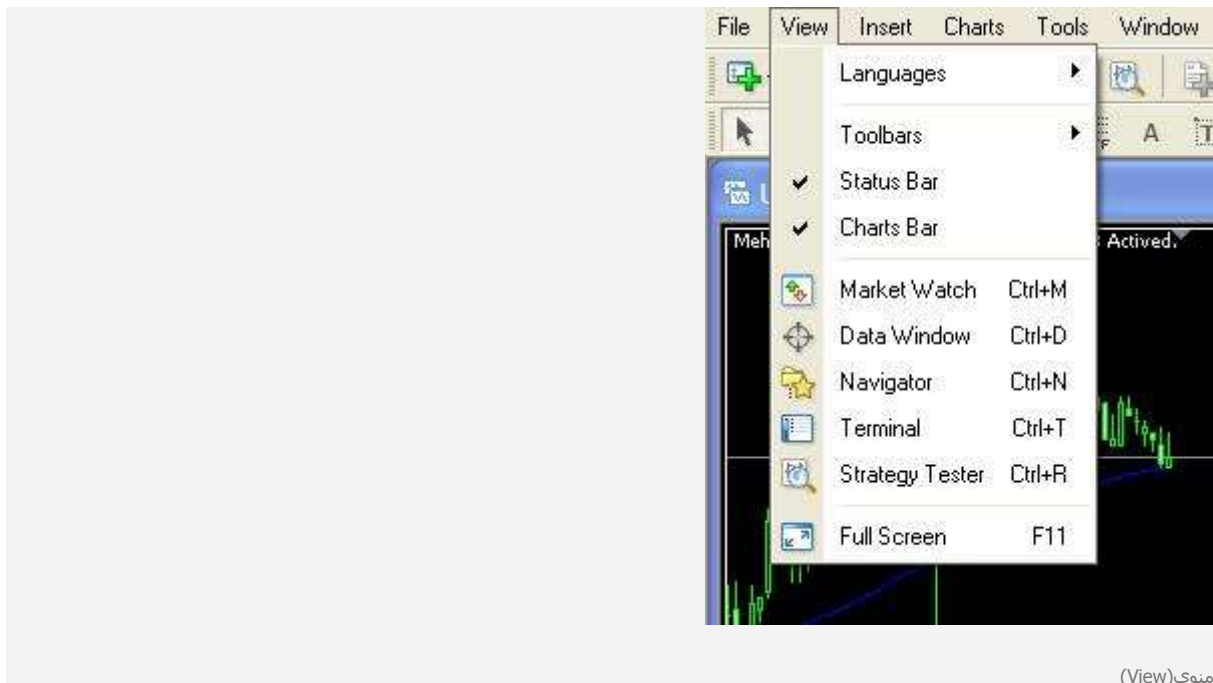 File View Insert Charts Tools Window
Languages
Toolbars
A T
F
Status Bar
Charts Bar
Meh Actived.
Market Watch Ctrl+M
Data Window Ctrl+D
Navigator Ctrl+N
Terminal Ctrl+T
Strategy Tester Ctrl+R
Full Screen F11
منوی(View)